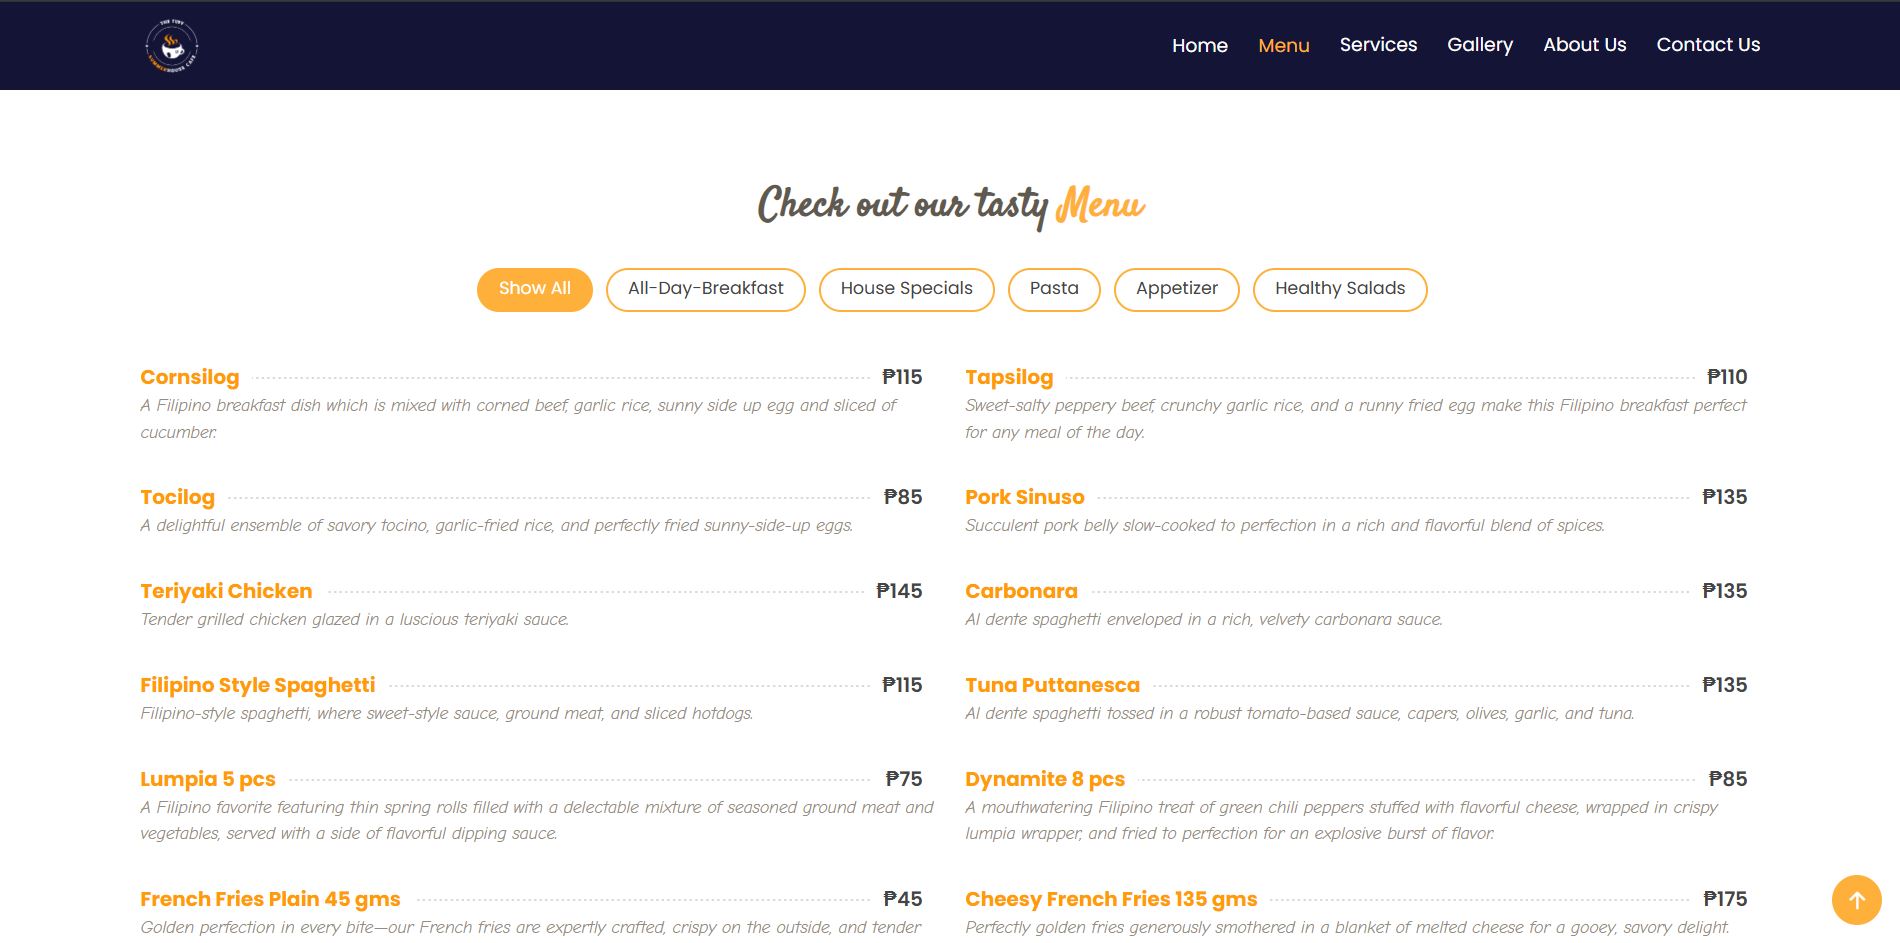 THE TINY
SUMMERHOUSE CAFE
Home Menu Services Gallery About Us Contact Us
Check out our tasty Menu
Show All All-Day-Breakfast House Specials Pasta Appetizer Healthy Salads
Cornsilog ₱115
A Filipino breakfast dish which is mixed with corned beef, garlic rice, sunny side up egg and sliced of
cucumber.
Tapsilog ₱110
Sweet-salty peppery beef, crunchy garlic rice, and a runny fried egg make this Filipino breakfast perfect
for any meal of the day.
Tocilog ₱85
A delightful ensemble of savory tocino, garlic-fried rice, and perfectly fried sunny-side-up eggs.
Pork Sinuso ₱135
Succulent pork belly slow-cooked to perfection in a rich and flavorful blend of spices.
Teriyaki Chicken ₱145
Tender grilled chicken glazed in a luscious teriyaki sauce.
Carbonara ₱135
Al dente spaghetti enveloped in a rich, velvety carbonara sauce.
Filipino Style Spaghetti ₱115
Filipino-style spaghetti, where sweet-style sauce, ground meat, and sliced hotdogs.
Tuna Puttanesca ₱135
Al dente spaghetti tossed in a robust tomato-based sauce, capers, olives, garlic, and tuna.
Lumpia 5 pcs ₱75
A Filipino favorite featuring thin spring rolls filled with a delectable mixture of seasoned ground meat and
vegetables, served with a side of flavorful dipping sauce.
Dynamite 8 pcs ₱85
A mouthwatering Filipino treat of green chili peppers stuffed with flavorful cheese, wrapped in crispy
lumpia wrapper, and fried to perfection for an explosive burst of flavor.
French Fries Plain 45 gms ₱45
Golden perfection in every bite—our French fries are expertly crafted, crispy on the outside, and tender
Cheesy French Fries 135 gms ₱175
Perfectly golden fries generously smothered in a blanket of melted cheese for a gooey, savory delight.